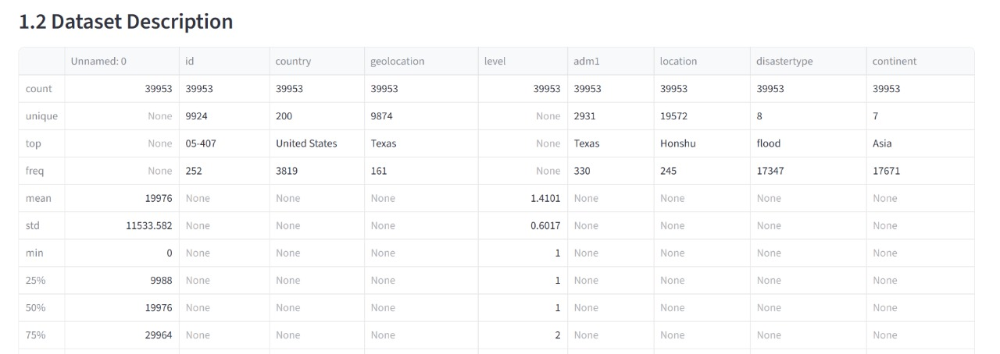 1.2 Dataset Description
Unnamed: 0 id country geolocation level adm1 location disastertype continent
count 39953 39953 39953 39953 39953 39953 39953 39953 39953
unique None 9924 200 9874 None 2931 19572 8 7
top None 05-407 United States Texas None Texas Honshu flood Asia
freq None 252 3819 161 None 330 245 17347 17671
mean 19976 None None None 1.4101 None None None None
std 11533.582 None None None 0.6017 None None None None
min 0 None None None 1 None None None None
25% 9988 None None None 1 None None None None
50% 19976 None None None 1 None None None None
75% 29964 None None None 2 None None None None